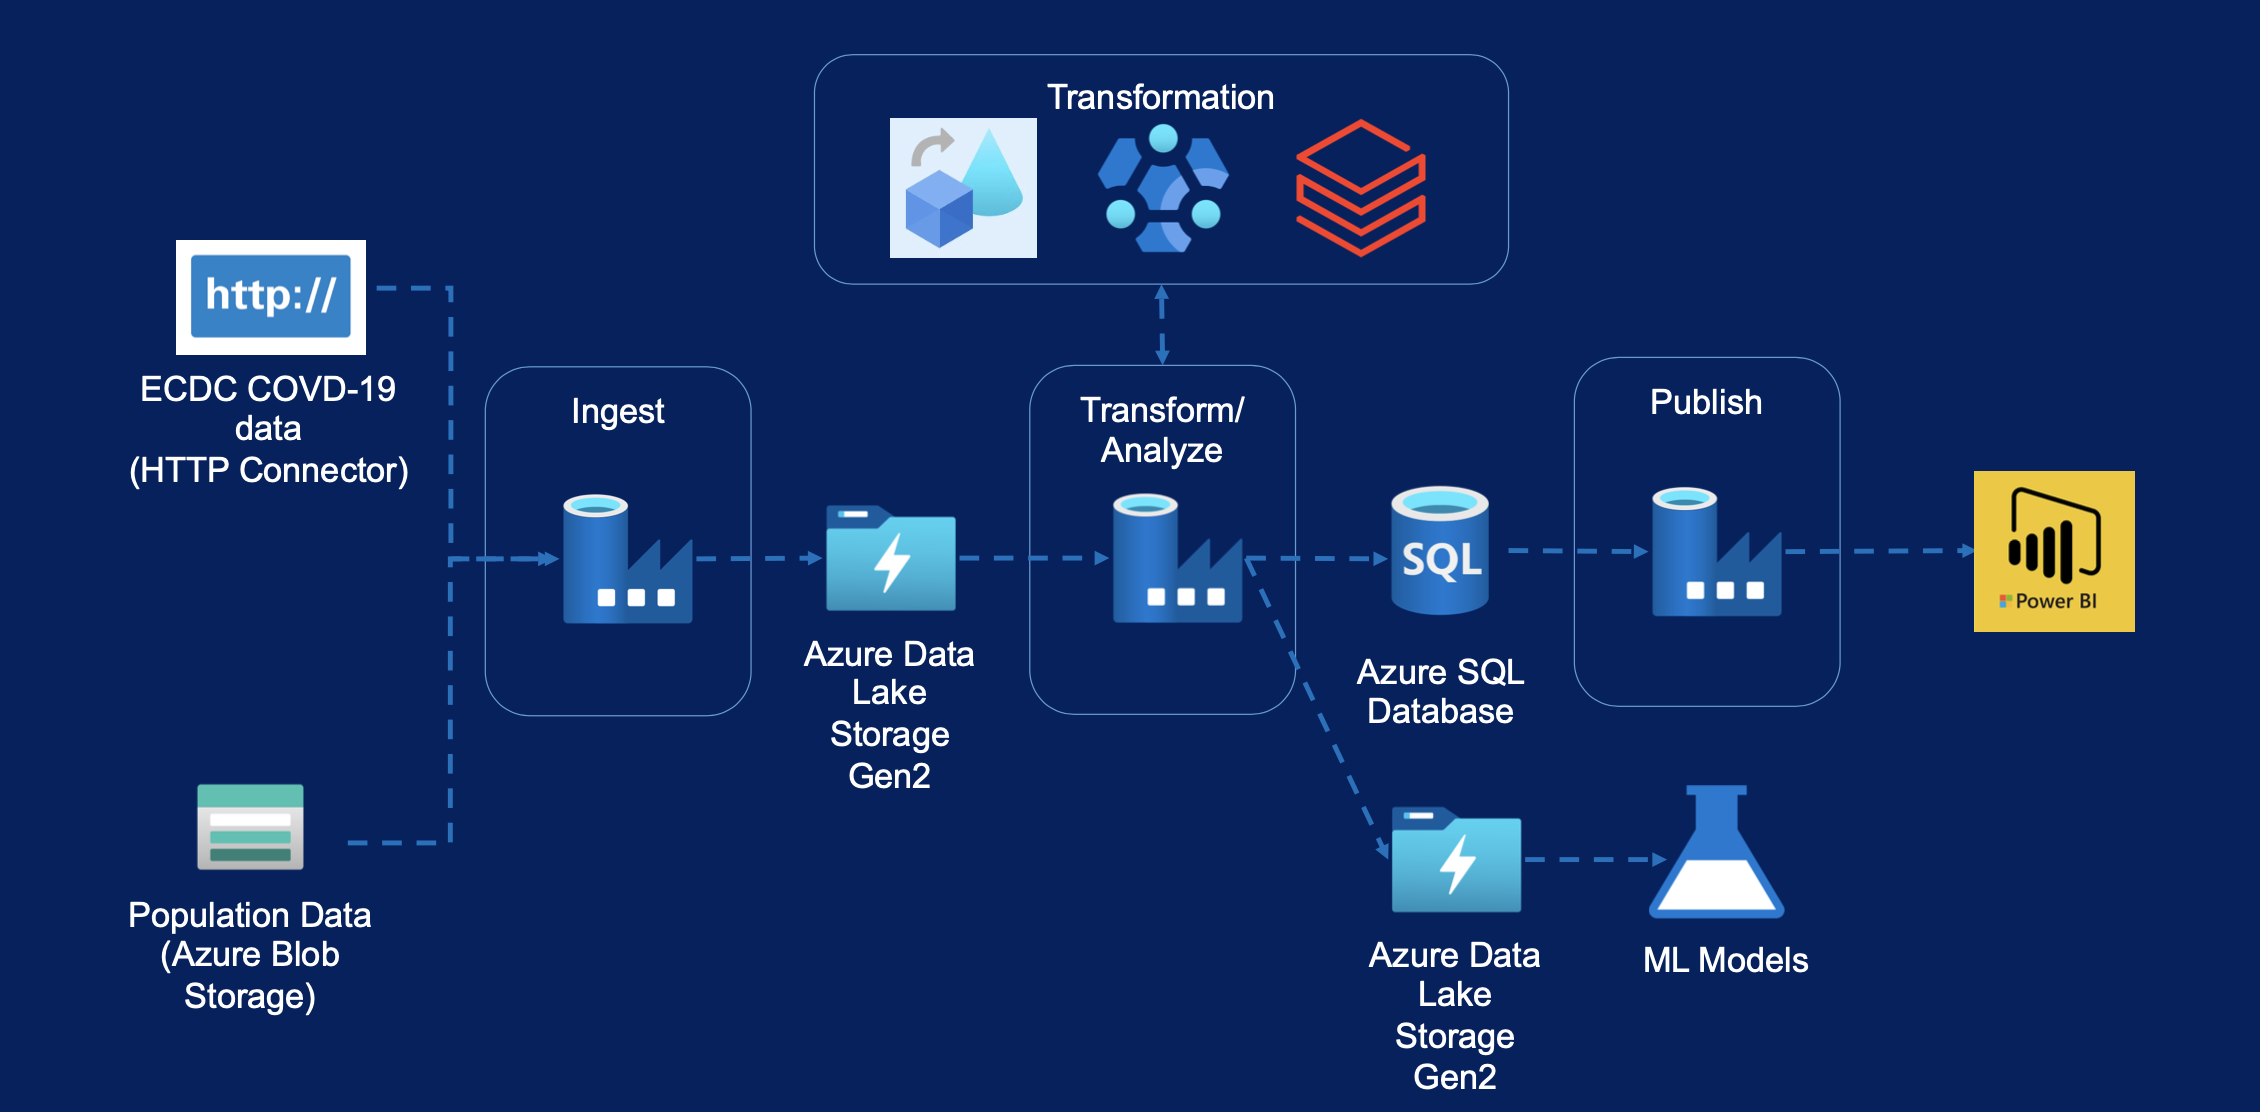 Transformation
http://
ECDC COVD-19
data
(HTTP Connector)
Ingest
Transform/
Analyze
Publish
SQL
Power BI
Azure Data
Lake
Storage
Gen2
Azure SQL
Database
Population Data
(Azure Blob
Storage)
Azure Data
Lake
Storage
Gen2
ML Models